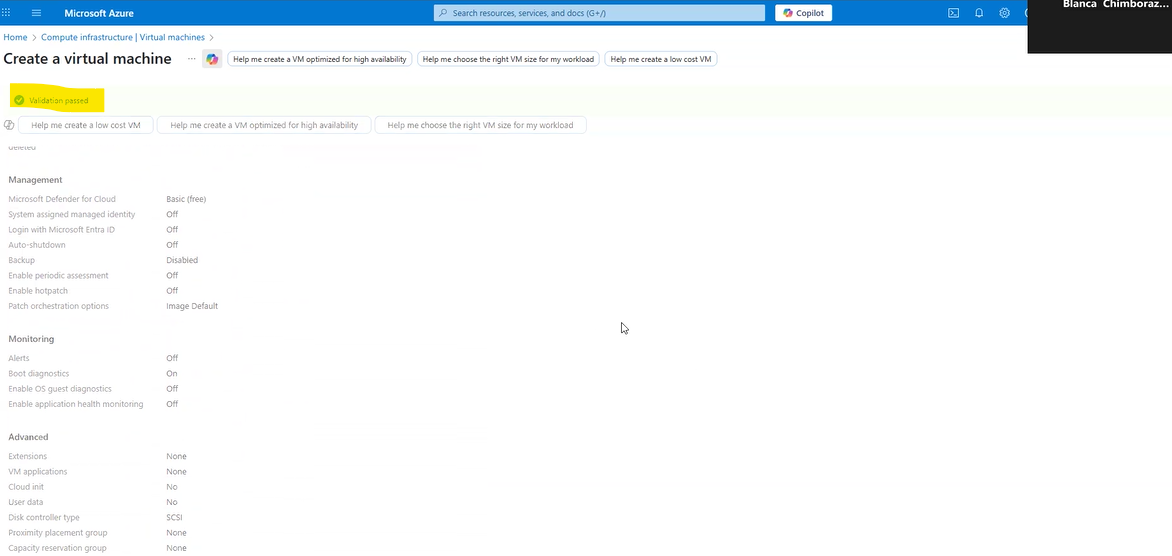 Blanca Chimboraz...
Microsoft Azure
Search resources, services, and docs (G+/)
Copilot
Home > Compute infrastructure | Virtual machines >
Create a virtual machine ...
Help me create a VM optimized for high availability
Help me choose the right VM size for my workload
Help me create a low cost VM
Validation passed
Help me create a low cost VM
Help me create a VM optimized for high availability
Help me choose the right VM size for my workload
deleted
Management
Microsoft Defender for Cloud Basic (free)
System assigned managed identity Off
Login with Microsoft Entra ID Off
Auto-shutdown Off
Backup Disabled
Enable periodic assessment Off
Enable hotpatch Off
Patch orchestration options Image Default
Monitoring
Alerts Off
Boot diagnostics On
Enable OS guest diagnostics Off
Enable application health monitoring Off
Advanced
Extensions None
VM applications None
Cloud init No
User data No
Disk controller type SCSI
Proximity placement group None
Capacity reservation group None